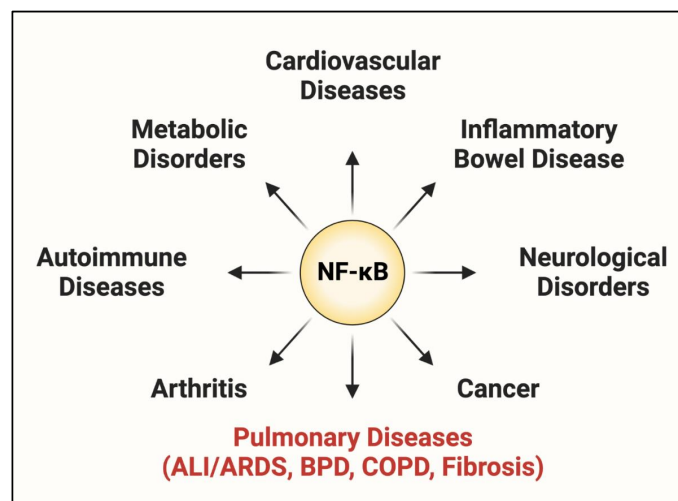 Cardiovascular
Diseases
Metabolic
Disorders
Inflammatory
Bowel Disease
Autoimmune
Diseases
NF-κB
Neurological
Disorders
Arthritis
Cancer
Pulmonary Diseases
(ALI/ARDS, BPD, COPD, Fibrosis)